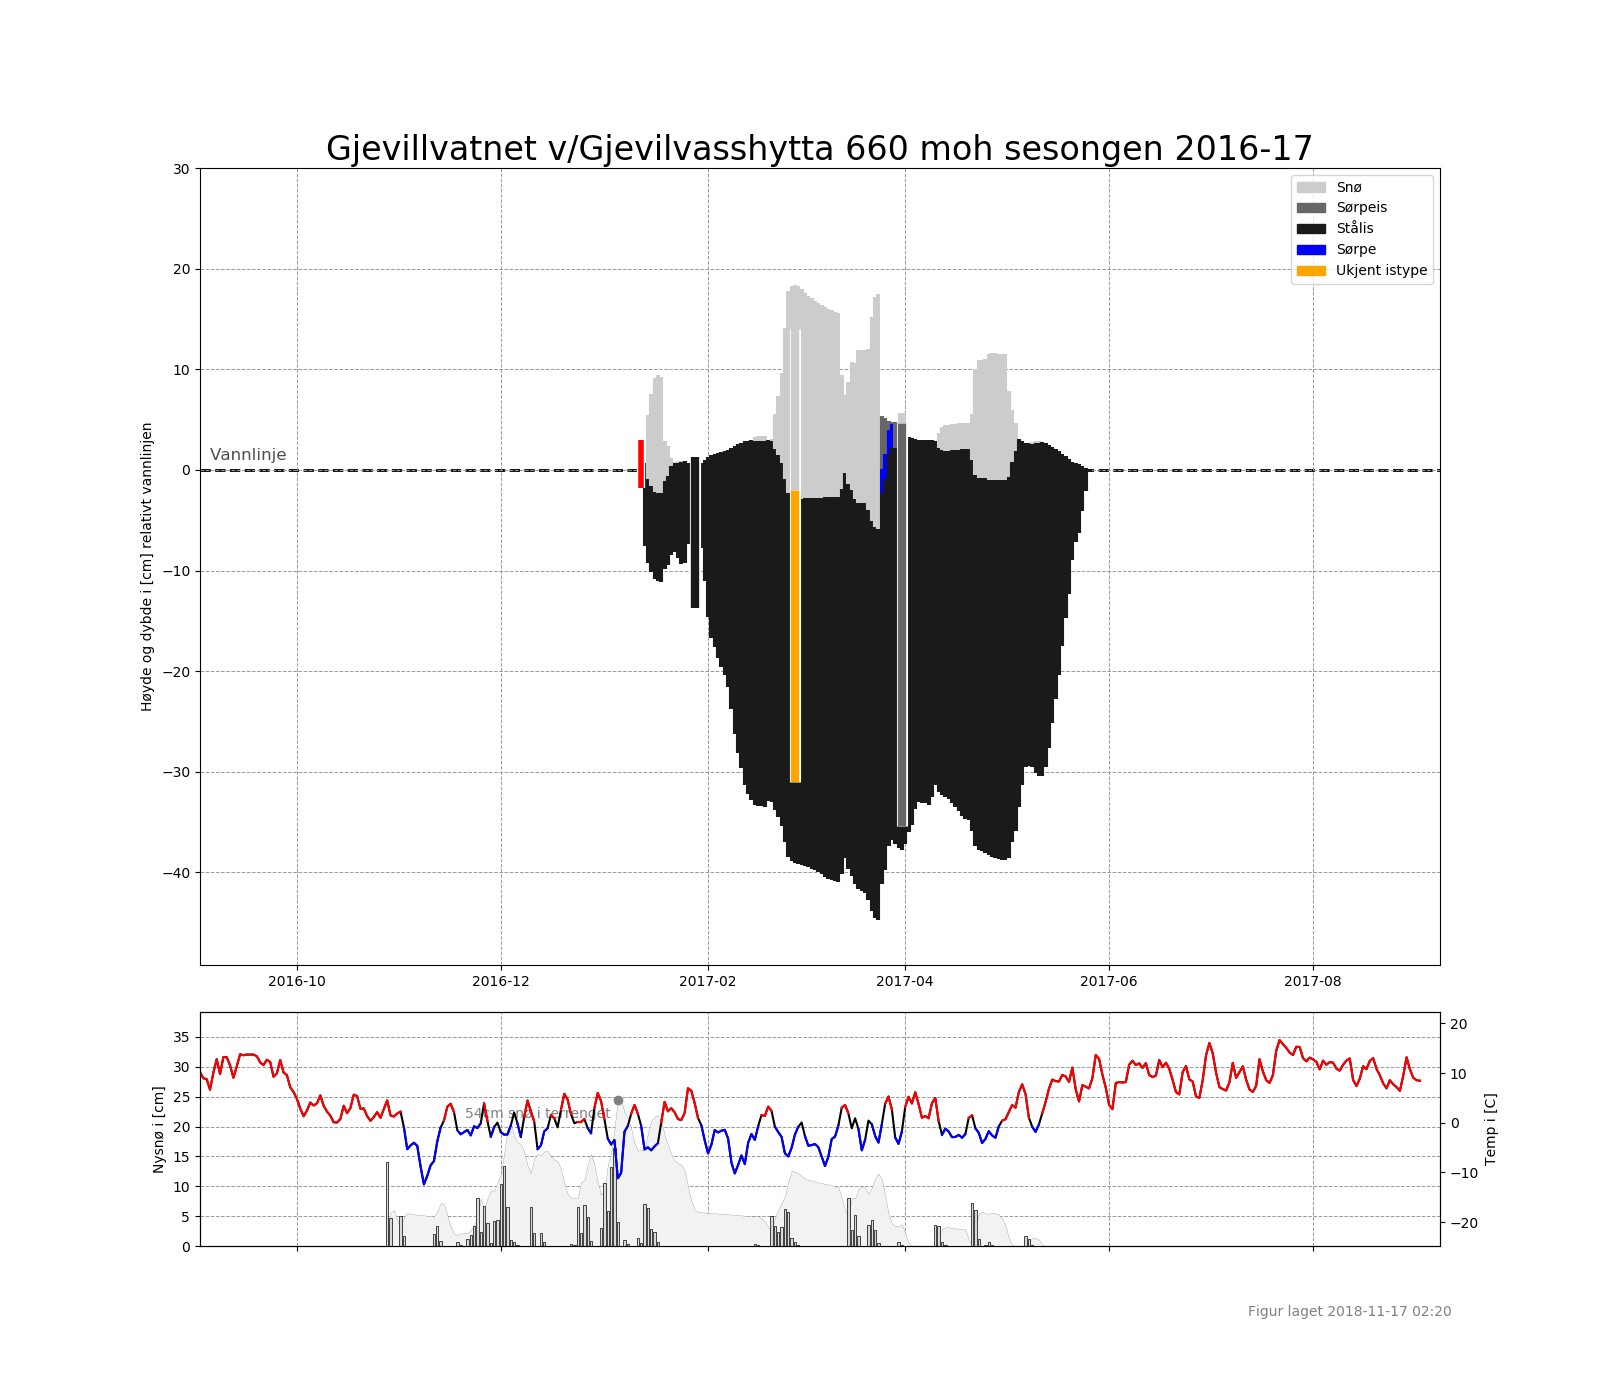 Gjevillvatnet v/Gjevilvasshytta 660 moh sesongen 2016-17
30
20
10
0
−10
−20
−30
−40
Høyde og dybde i [cm] relativt vannlinjen
Vannlinje
Snø
Sørpeis
Stålis
Sørpe
Ukjent istype
2016-10
2016-12
2017-02
2017-04
2017-06
2017-08
35
30
25
20
15
10
5
0
Nysnø i [cm]
54 cm snø i terrenget
20
10
0
−10
−20
Temp i [C]
Figur laget 2018-11-17 02:20